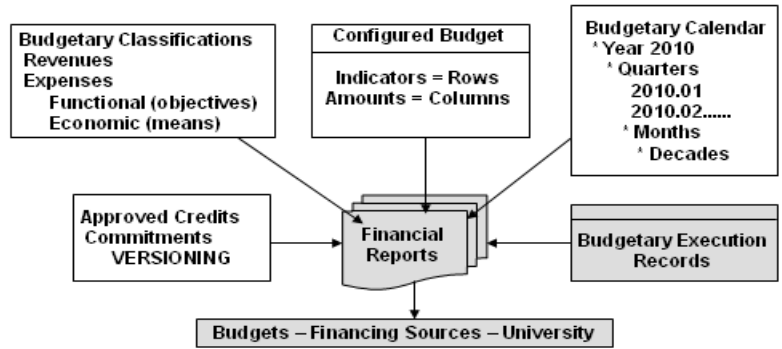 Budgetary Classifications
Revenues
Expenses
Functional (objectives)
Economic (means)
Configured Budget
Indicators = Rows
Amounts = Columns
Budgetary Calendar
* Year 2010
* Quarters
2010.01
2010.02......
* Months
* Decades
Approved Credits
Commitments
VERSIONING
Financial
Reports
Budgetary Execution
Records
Budgets – Financing Sources – University